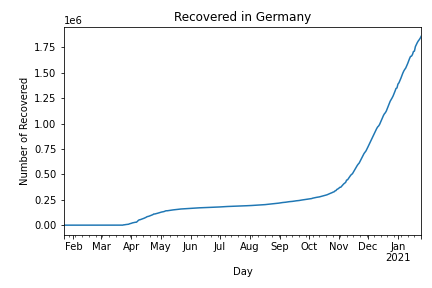 Recovered in Germany
1e6
1.75
1.50
1.25
1.00
0.75
0.50
0.25
0.00
Number of Recovered
Feb Mar Apr May Jun Jul Aug Sep Oct Nov Dec Jan
2021
Day